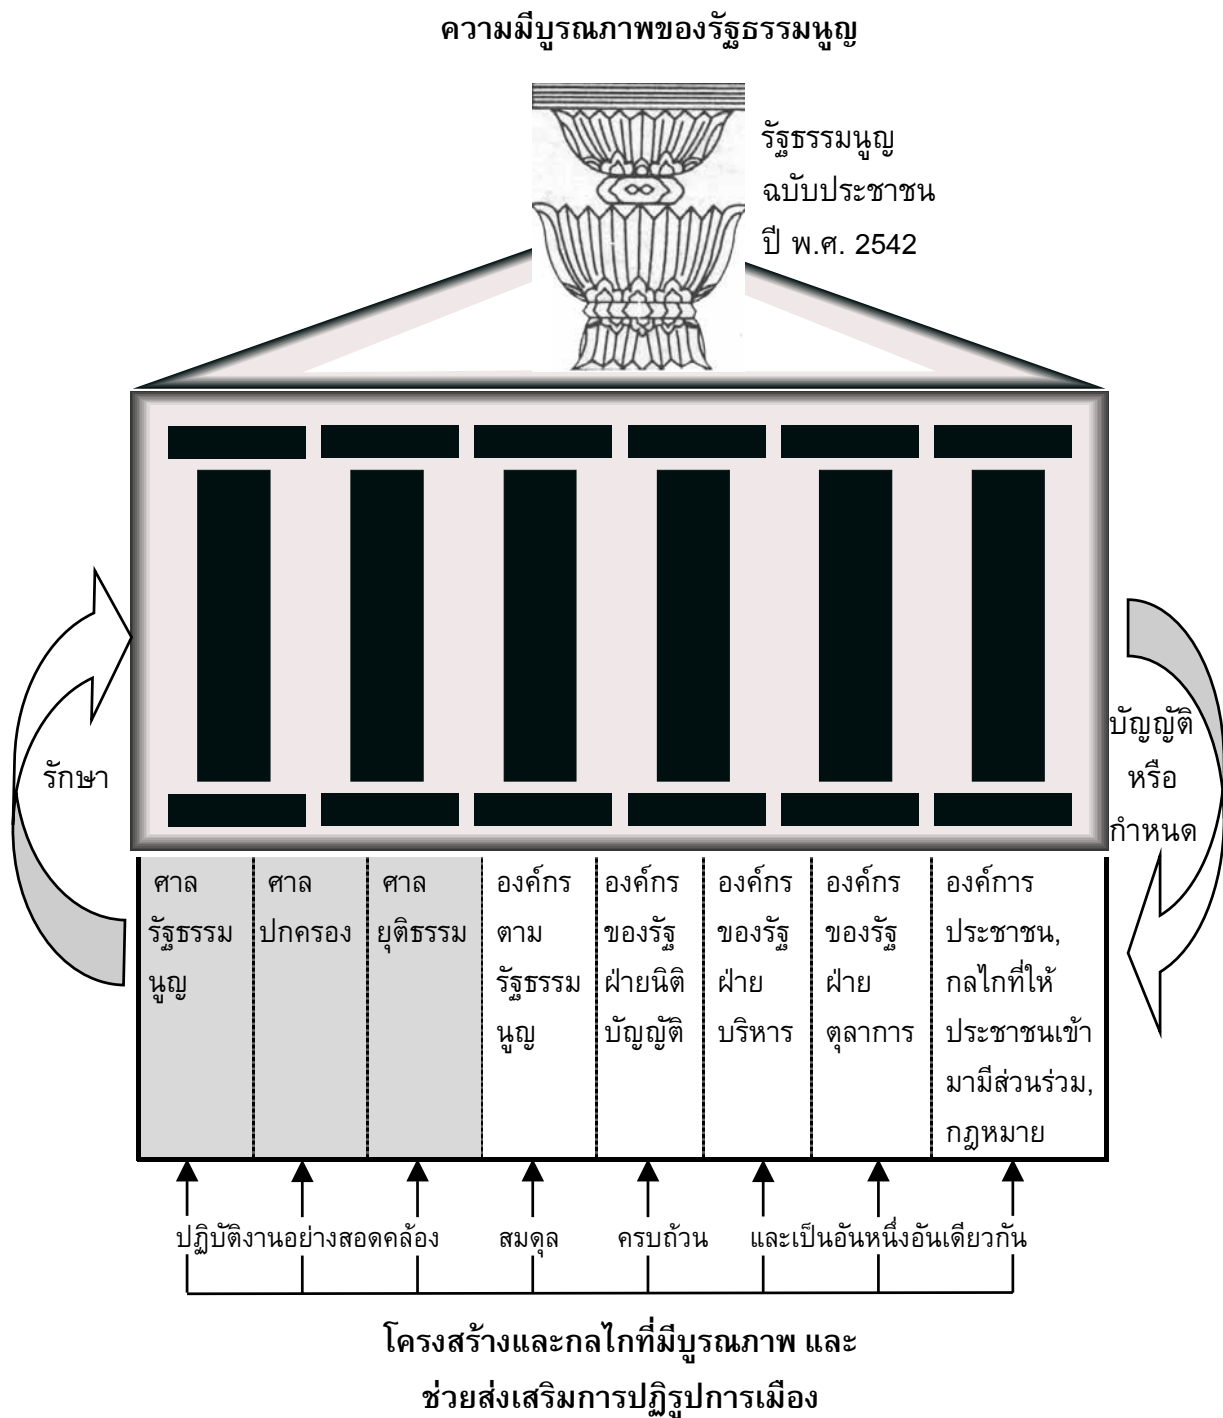 ความมีบูรณภาพของรัฐธรรมนูญ
รัฐธรรมนูญ
ฉบับประชาชน
ปี พ.ศ. 2542
รักษา
บัญญัติ
หรือ
กำหนด
ศาล
รัฐธรรม
นูญ
ศาล
ปกครอง
ศาล
ยุติธรรม
องค์กร
ตาม
รัฐธรรม
นูญ
องค์กร
ของรัฐ
ฝ่ายนิติ
บัญญัติ
องค์กร
ของรัฐ
ฝ่าย
บริหาร
องค์กร
ของรัฐ
ฝ่าย
ตุลาการ
องค์การ
ประชาชน,
กลไกที่ให้
ประชาชนเข้า
มามีส่วนร่วม,
กฎหมาย
ปฏิบัติงานอย่างสอดคล้อง สมดุล ครบถ้วน และเป็นอันหนึ่งอันเดียวกัน
โครงสร้างและกลไกที่มีบูรณภาพ และ
ช่วยส่งเสริมการปฏิรูปการเมือง